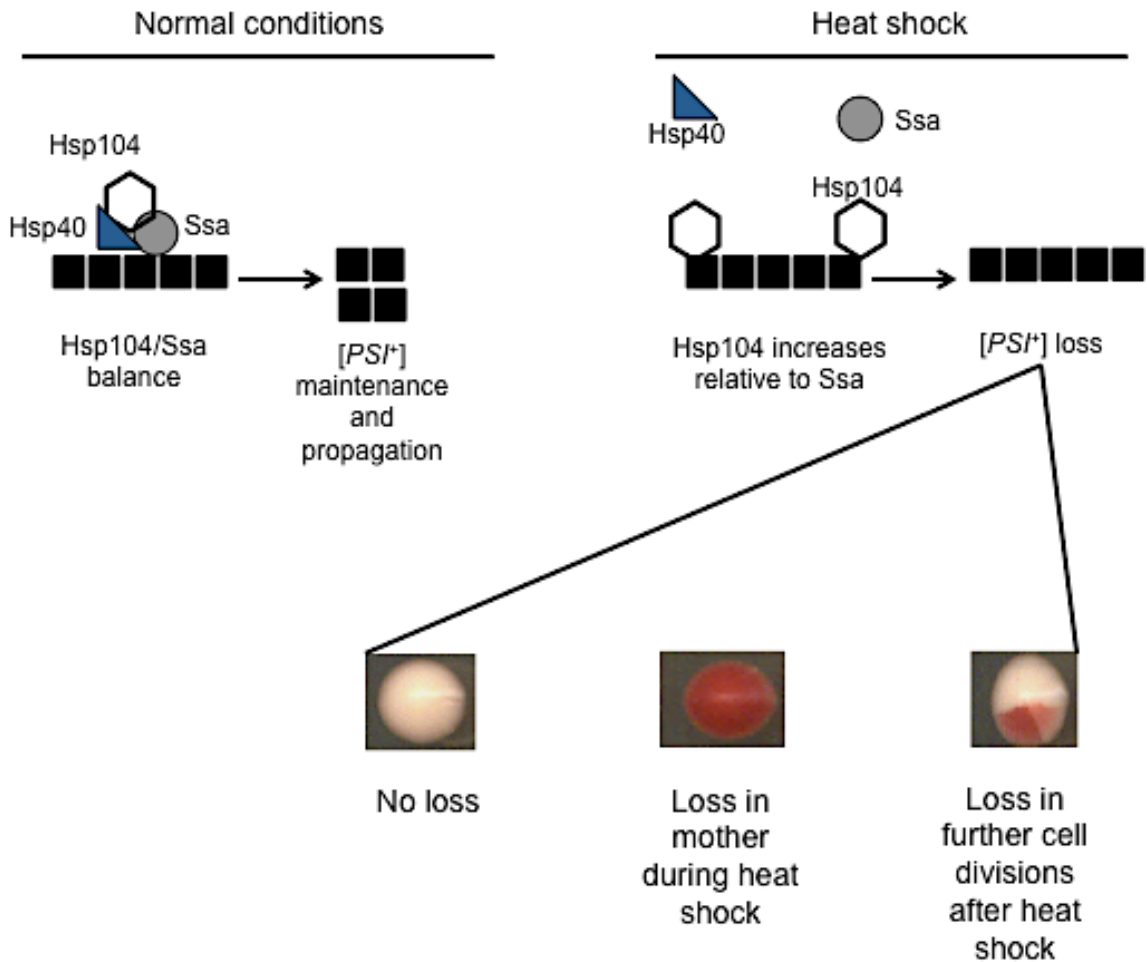 Normal conditions
Heat shock
Hsp104
Hsp40
Ssa
Hsp104/Ssa
balance
[PSI+]
maintenance
and
propagation
Hsp40
Ssa
Hsp104
Hsp104 increases
relative to Ssa
[PSI+] loss
No loss
Loss in
mother
during heat
shock
Loss in
further cell
divisions
after heat
shock